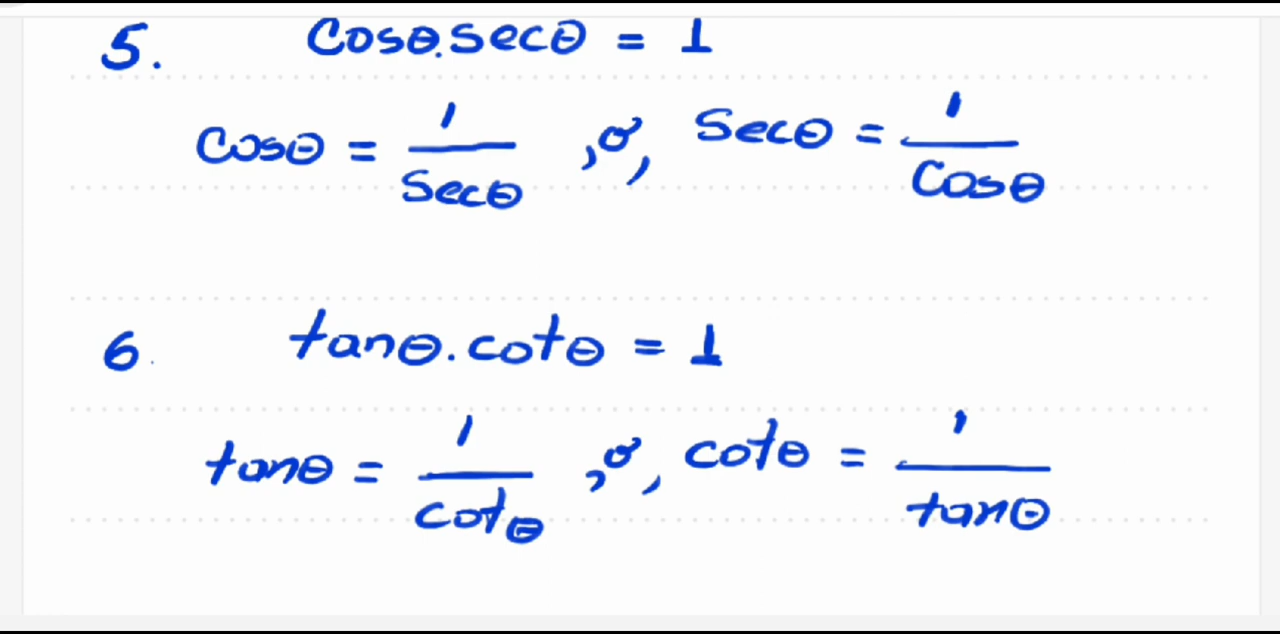 5. Cosθ.Secθ = 1
Cosθ = 1/Secθ , or, Secθ = 1/Cosθ
6. tanθ.cotθ = 1
tanθ = 1/cotθ , or, cotθ = 1/tanθ